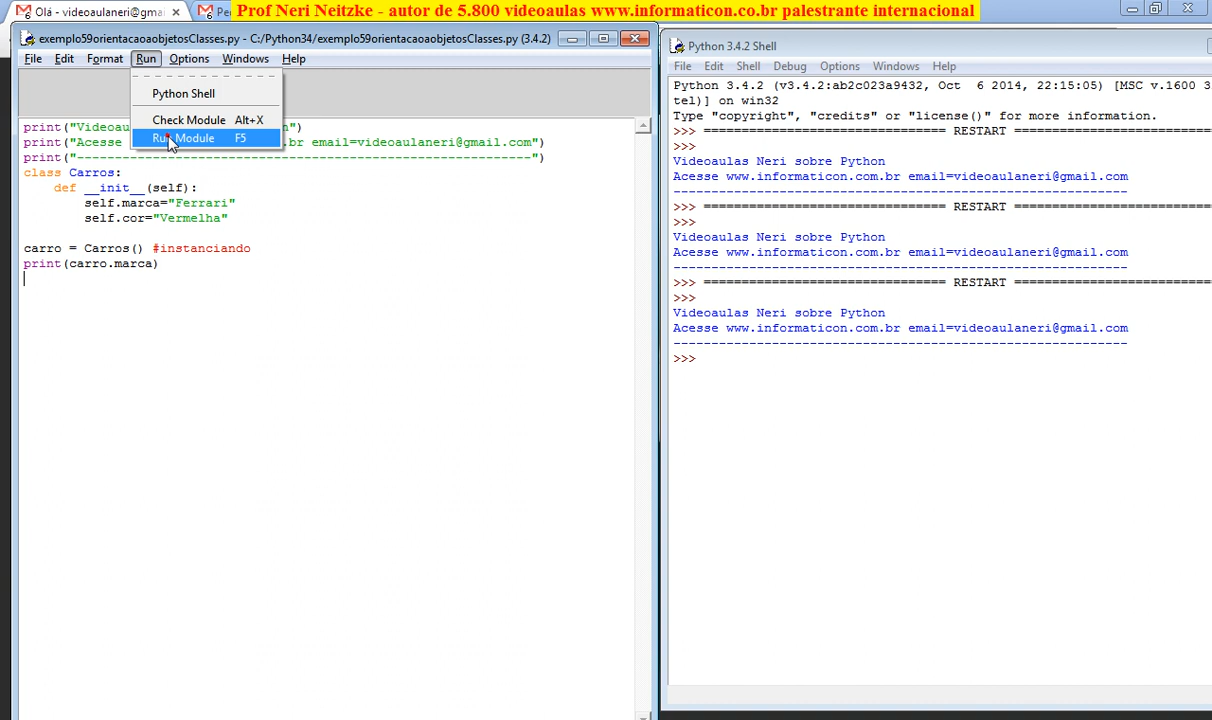 Olá - videoaulaneri@gma
Pe
Prof Neri Neitzke - autor de 5.800 videoaulas www.informaticon.co.br palestrante internacional
exemplo59orientacaoaobjetosClasses.py - C:/Python34/exemplo59orientacaoaobjetosClasses.py (3.4.2)
File Edit Format Run Options Windows Help
Python Shell
Check Module Alt+X
Run Module F5
print("Videoau n")
print("Acesse .br email=videoaulaneri@gmail.com")
print("------------------------------------------------------------")
class Carros:
    def __init__(self):
        self.marca="Ferrari"
        self.cor="Vermelha"
carro = Carros() #instanciando
print(carro.marca)
Python 3.4.2 Shell
File Edit Shell Debug Options Windows Help
Python 3.4.2 (v3.4.2:ab2c023a9432, Oct  6 2014, 22:15:05) [MSC v.1600 3
tel)] on win32
Type "copyright", "credits" or "license()" for more information.
>>> ================================ RESTART ==================================
>>>
Videoaulas Neri sobre Python
Acesse www.informaticon.com.br email=videoaulaneri@gmail.com
------------------------------------------------------------
>>> ================================ RESTART ==================================
>>>
Videoaulas Neri sobre Python
Acesse www.informaticon.com.br email=videoaulaneri@gmail.com
------------------------------------------------------------
>>> ================================ RESTART ==================================
>>>
Videoaulas Neri sobre Python
Acesse www.informaticon.com.br email=videoaulaneri@gmail.com
------------------------------------------------------------
>>>